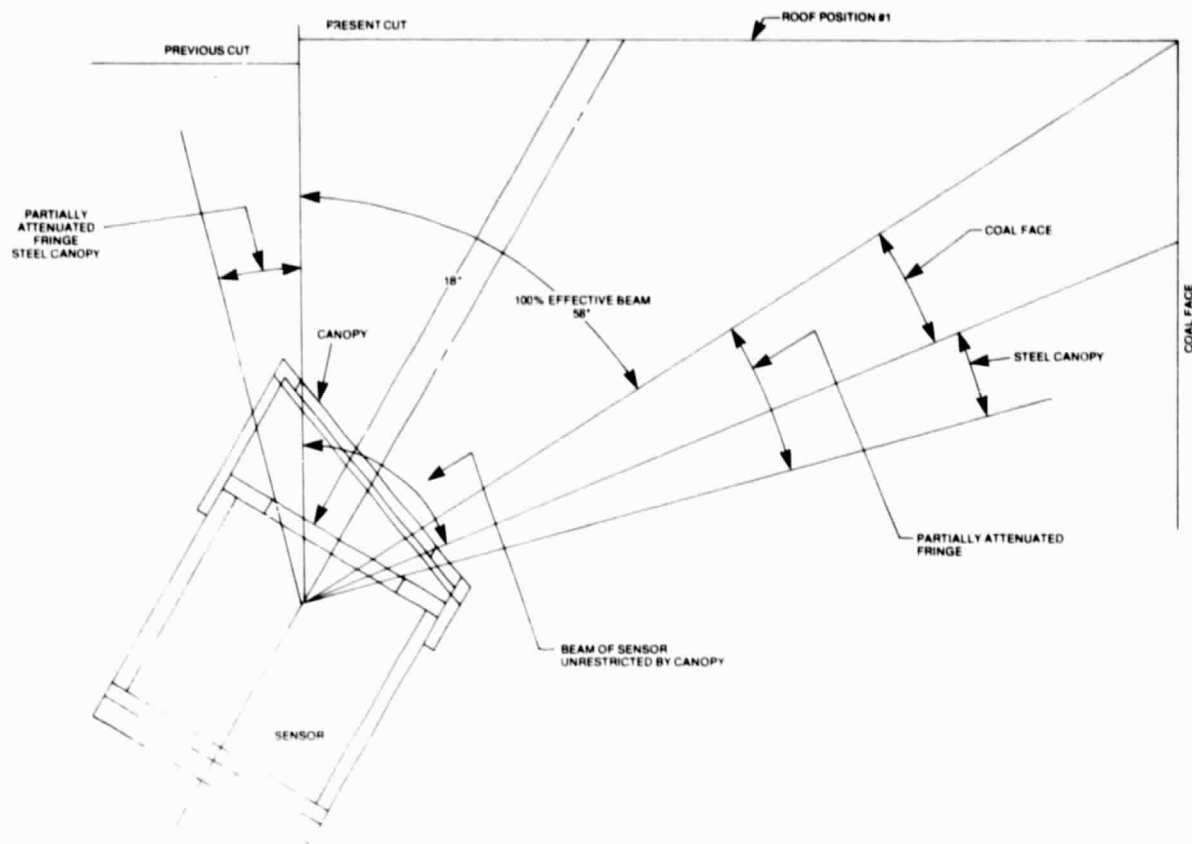 ROOF POSITION #1
PRESENT CUT
PREVIOUS CUT
PARTIALLY
ATTENUATED
FRINGE
STEEL CANOPY
COAL FACE
18"
100% EFFECTIVE BEAM
58°
CANOPY
STEEL CANOPY
COAL FACE
PARTIALLY ATTENUATED
FRINGE
BEAM OF SENSOR
UNRESTRICTED BY CANOPY
SENSOR